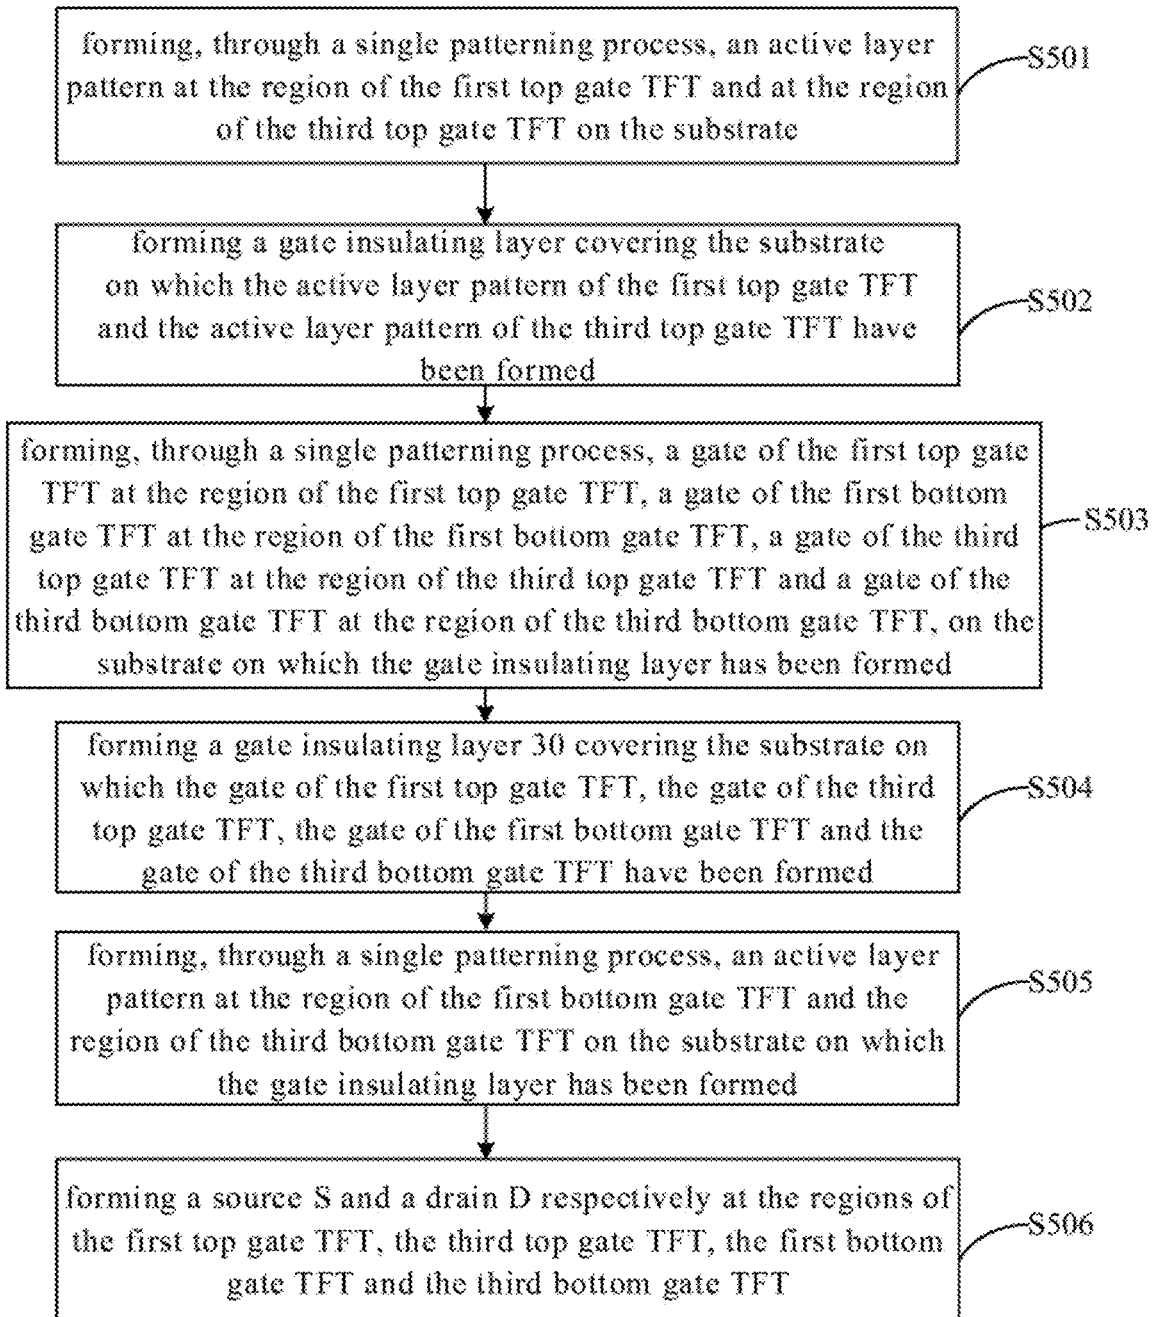 forming, through a single patterning process, an active layer
pattern at the region of the first top gate TFT and at the region
of the third top gate TFT on the substrate
S501
forming a gate insulating layer covering the substrate
on which the active layer pattern of the first top gate TFT
and the active layer pattern of the third top gate TFT have
been formed
S502
forming, through a single patterning process, a gate of the first top gate
TFT at the region of the first top gate TFT, a gate of the first bottom
gate TFT at the region of the first bottom gate TFT, a gate of the third
top gate TFT at the region of the third top gate TFT and a gate of the
third bottom gate TFT at the region of the third bottom gate TFT, on the
substrate on which the gate insulating layer has been formed
S503
forming a gate insulating layer 30 covering the substrate on
which the gate of the first top gate TFT, the gate of the third
top gate TFT, the gate of the first bottom gate TFT and the
gate of the third bottom gate TFT have been formed
S504
forming, through a single patterning process, an active layer
pattern at the region of the first bottom gate TFT and the
region of the third bottom gate TFT on the substrate on which
the gate insulating layer has been formed
S505
forming a source S and a drain D respectively at the regions of
the first top gate TFT, the third top gate TFT, the first bottom
gate TFT and the third bottom gate TFT
S506